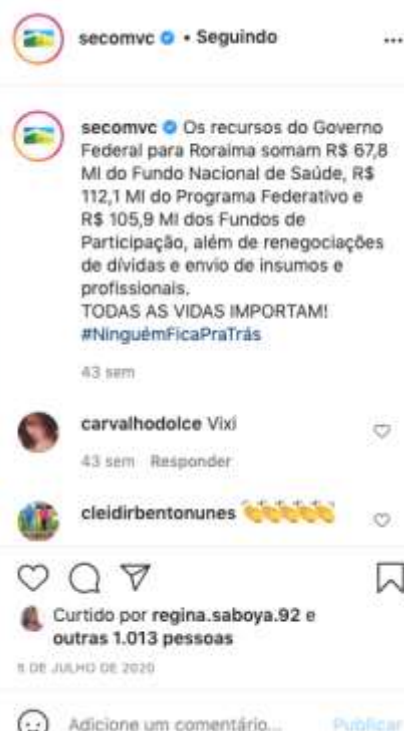 secomvc • Seguindo
secomvc Os recursos do Governo
Federal para Roraima somam R$ 67,8
MI do Fundo Nacional de Saúde, R$
112,1 MI do Programa Federativo e
R$ 105,9 MI dos Fundos de
Participação, além de renegociações
de dívidas e envio de insumos e
profissionais.
TODAS AS VIDAS IMPORTAM!
#NinguémFicaPraTrás
43 sem
carvalhodolce Vixi
43 sem Responder
cleidirbentonunes 👏👏👏👏👏
Curtido por regina.saboya.92 e
outras 1.013 pessoas
5 DE JULHO DE 2020
Adicione um comentário... Publicar